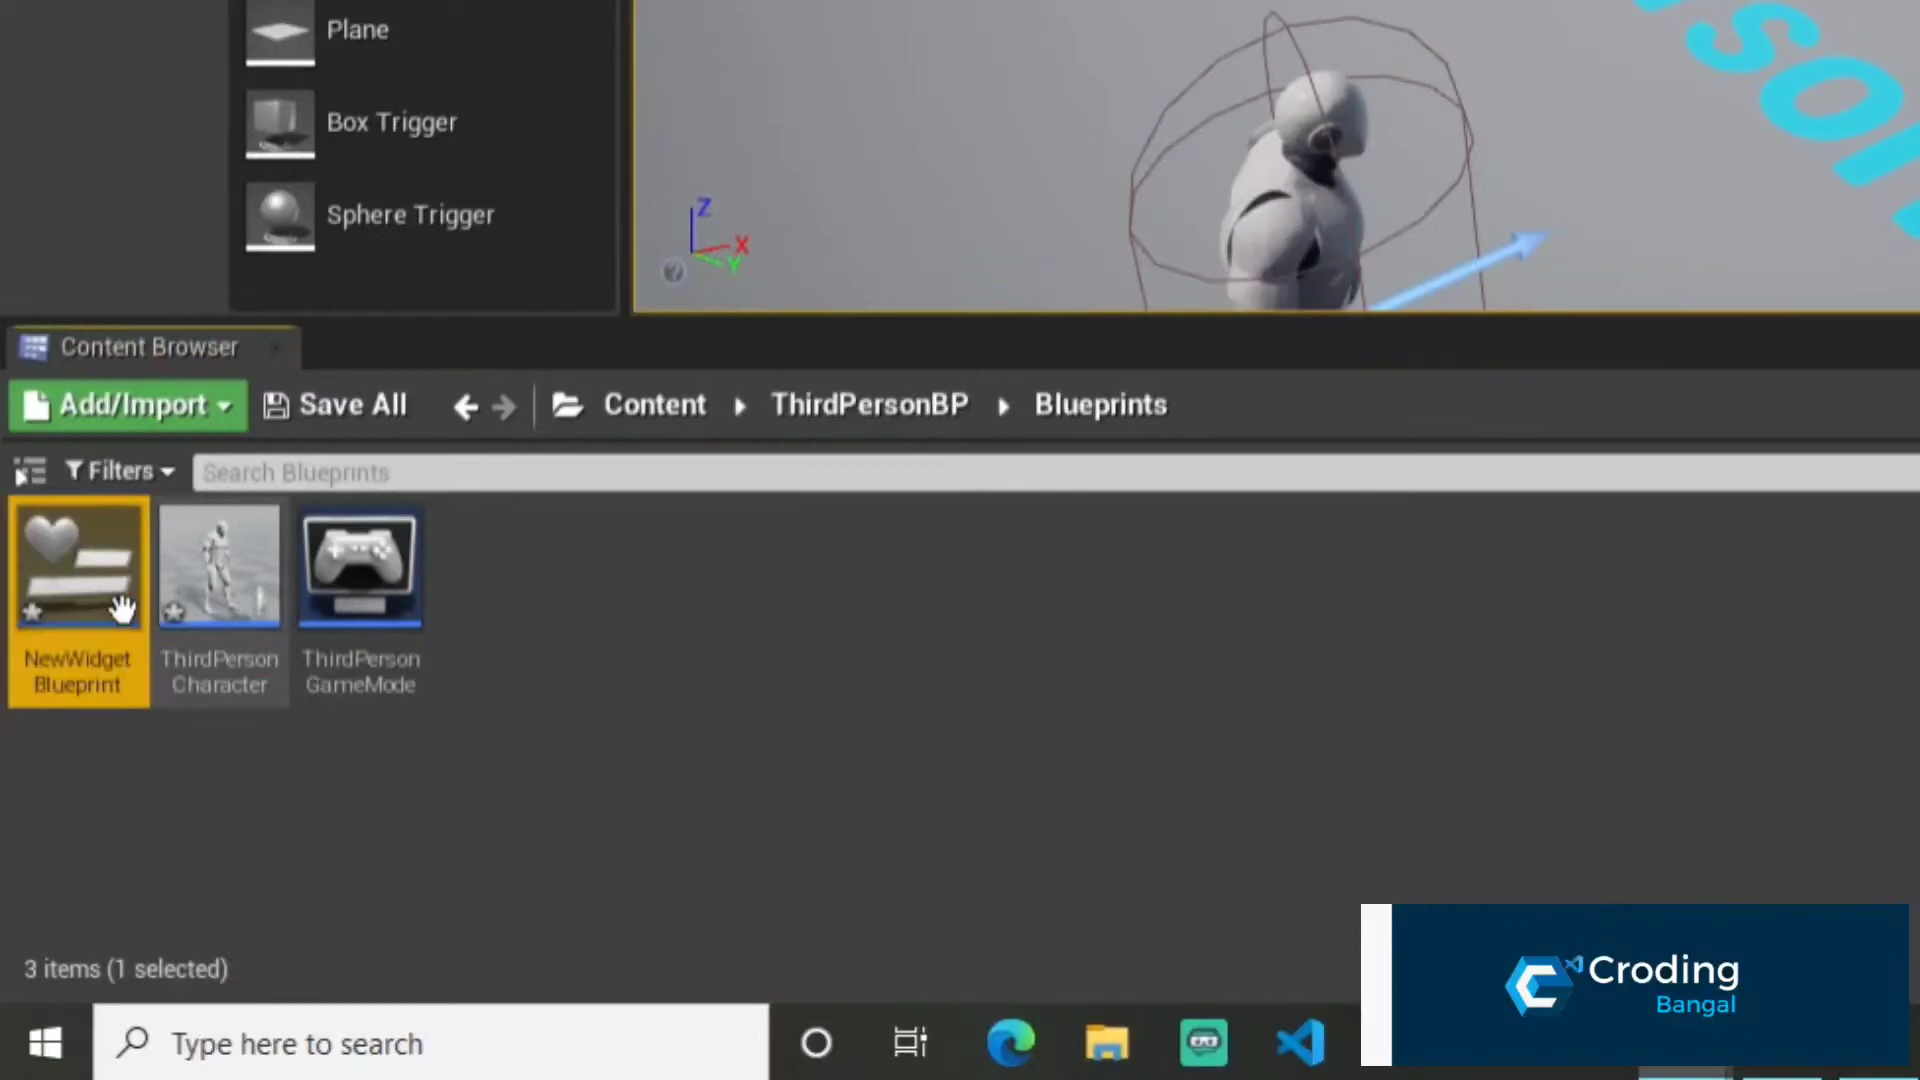 Plane
Box Trigger
Sphere Trigger
Z
X
Y
?
son
Content Browser
Add/Import
Save All
Content
ThirdPersonBP
Blueprints
Filters
Search Blueprints
NewWidget
Blueprint
ThirdPerson
Character
ThirdPerson
GameMode
3 items (1 selected)
Type here to search
Croding
Bangal